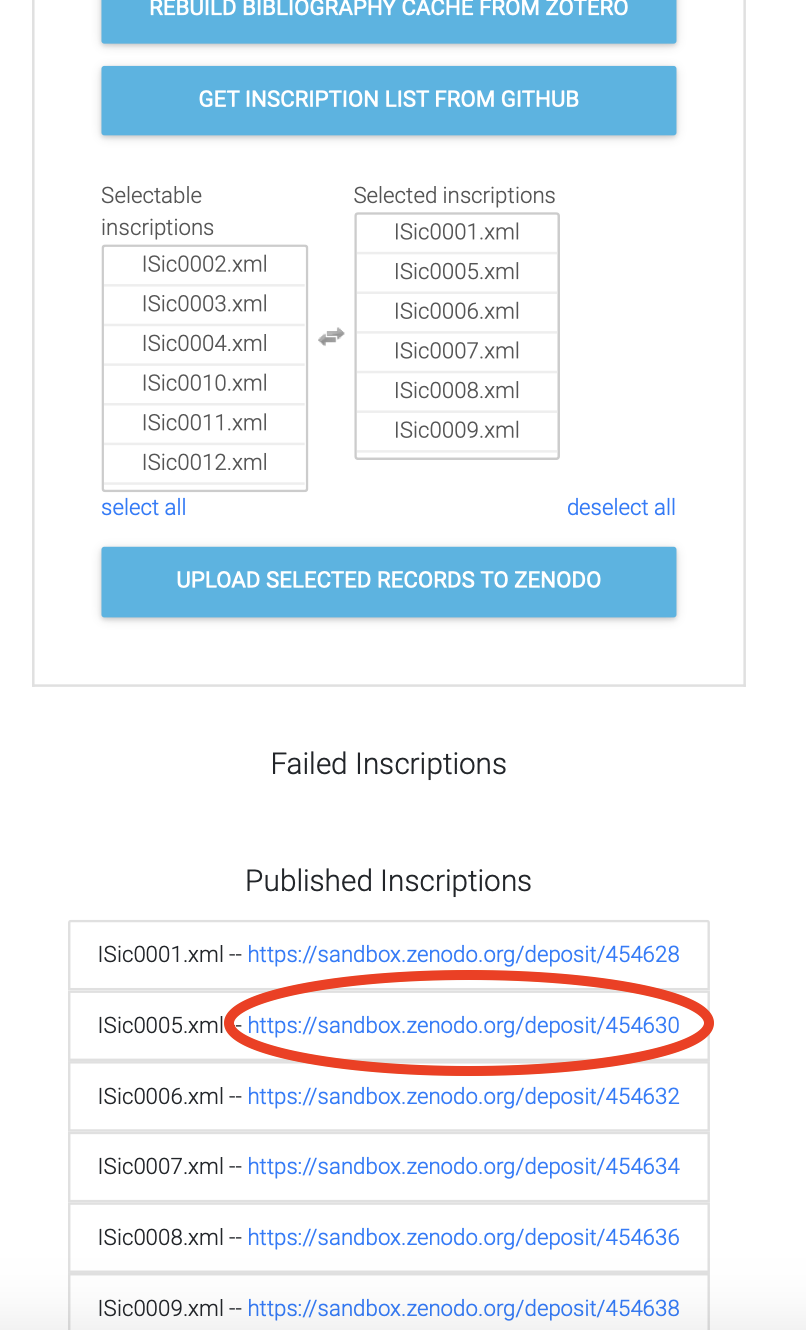 REBUILD BIBLIOGRAPHY CACHE FROM ZOTERO
GET INSCRIPTION LIST FROM GITHUB
Selectable
inscriptions
ISic0002.xml
ISic0003.xml
ISic0004.xml
ISic0010.xml
ISic0011.xml
ISic0012.xml
Selected inscriptions
ISic0001.xml
ISic0005.xml
ISic0006.xml
ISic0007.xml
ISic0008.xml
ISic0009.xml
select all
deselect all
UPLOAD SELECTED RECORDS TO ZENODO
Failed Inscriptions
Published Inscriptions
ISic0001.xml -- https://sandbox.zenodo.org/deposit/454628
ISic0005.xml -- https://sandbox.zenodo.org/deposit/454630
ISic0006.xml -- https://sandbox.zenodo.org/deposit/454632
ISic0007.xml -- https://sandbox.zenodo.org/deposit/454634
ISic0008.xml -- https://sandbox.zenodo.org/deposit/454636
ISic0009.xml -- https://sandbox.zenodo.org/deposit/454638